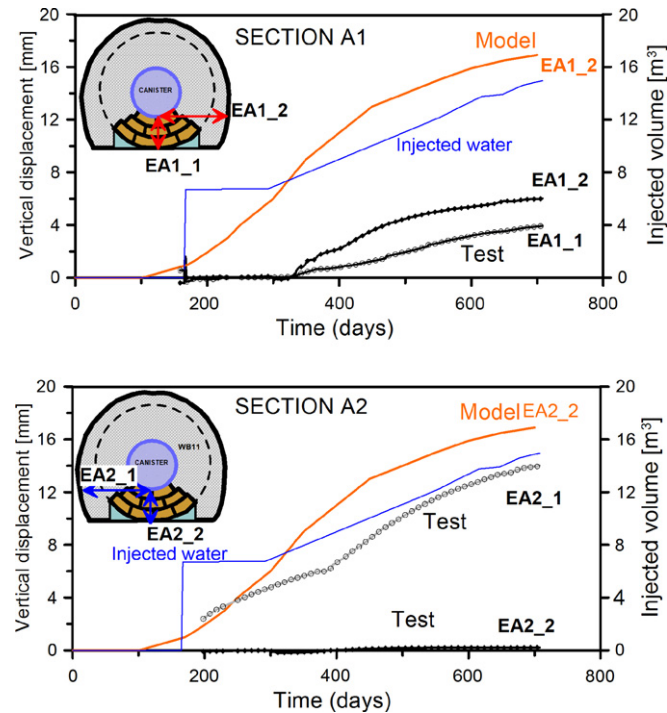 SECTION A1
Model
EA1_2
CANISTER
EA1_2
EA1_1
Injected water
EA1_2
EA1_1
Test
Vertical displacement [mm]
20
16
12
8
4
0
Injected volume [m³]
20
16
12
8
4
0
0 200 400 600 800
Time (days)
SECTION A2
Model EA2_2
WB11
CANISTER
EA2_1
EA2_2
Injected water
EA2_1
Test
Test
EA2_2
Vertical displacement [mm]
20
16
12
8
4
0
Injected volume [m³]
20
16
12
8
4
0
0 200 400 600 800
Time (days)